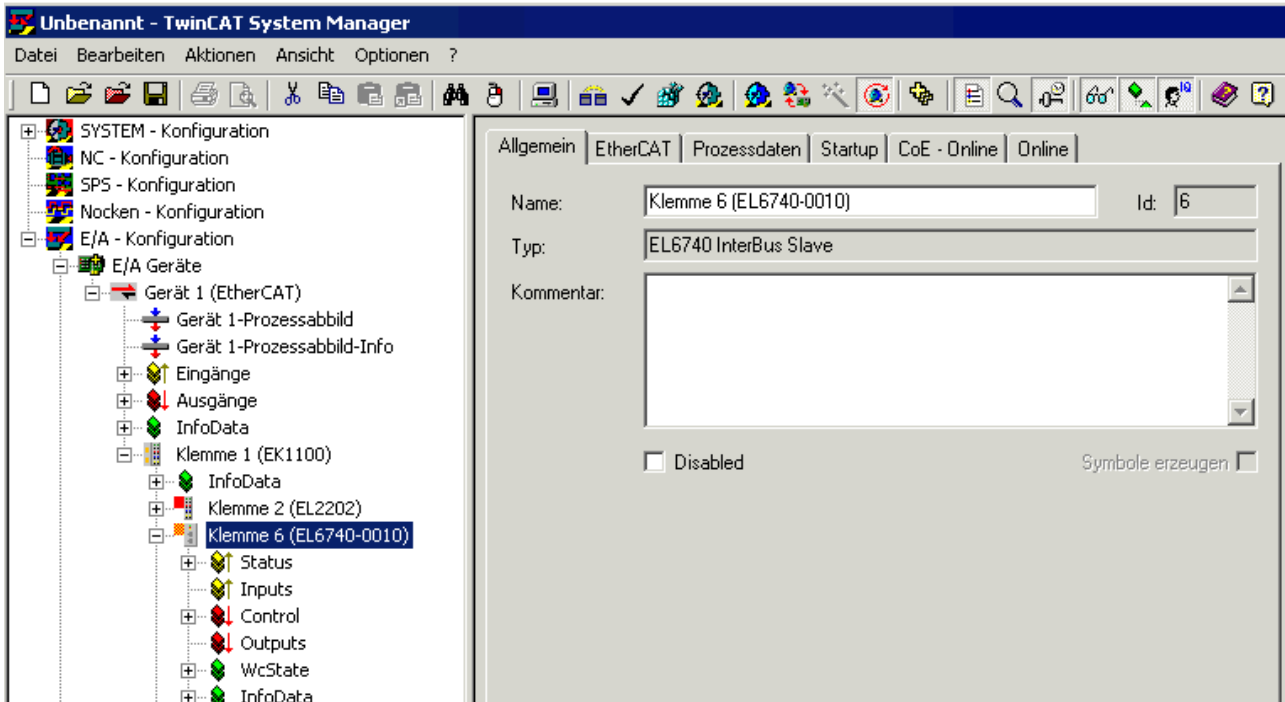 Unbenannt - TwinCAT System Manager
Datei Bearbeiten Aktionen Ansicht Optionen ?
SYSTEM - Konfiguration
NC - Konfiguration
SPS - Konfiguration
Nocken - Konfiguration
E/A - Konfiguration
E/A Geräte
Gerät 1 (EtherCAT)
Gerät 1-Prozessabbild
Gerät 1-Prozessabbild-Info
Eingänge
Ausgänge
InfoData
Klemme 1 (EK1100)
InfoData
Klemme 2 (EL2202)
Klemme 6 (EL6740-0010)
Status
Inputs
Control
Outputs
WcState
InfoData
Allgemein EtherCAT Prozessdaten Startup CoE - Online Online
Name: Klemme 6 (EL6740-0010) Id: 6
Typ: EL6740 InterBus Slave
Kommentar:
Disabled Symbole erzeugen